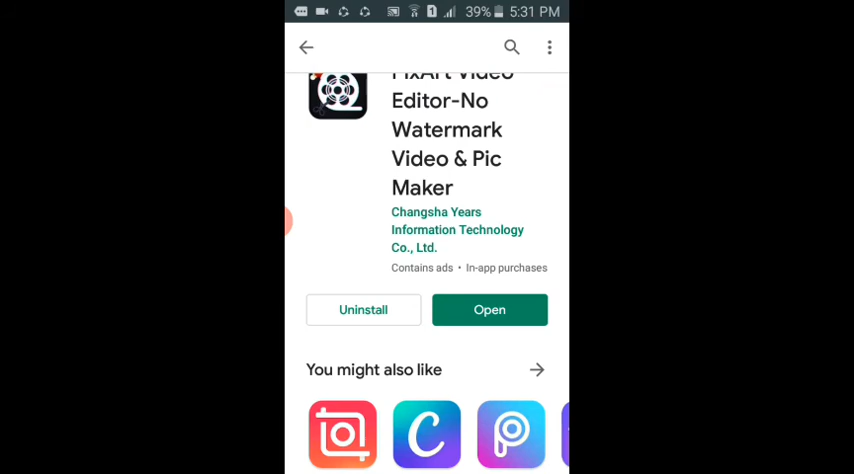 1 39% 5:31 PM
PixArt Video
Editor-No
Watermark
Video & Pic
Maker
Changsha Years
Information Technology
Co., Ltd.
Contains ads • In-app purchases
Uninstall Open
You might also like